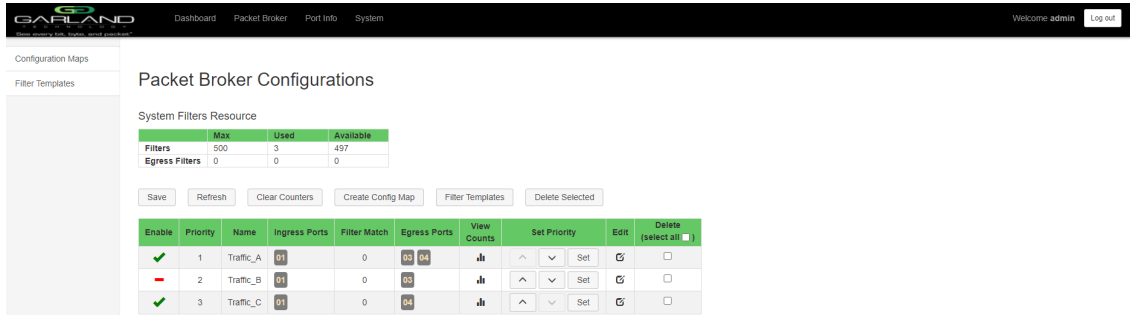 GARLAND
TECHNOLOGY
See every bit, byte, and packet®
Dashboard Packet Broker Port Info System
Welcome admin Log out
Configuration Maps
Filter Templates
Packet Broker Configurations
System Filters Resource
Max Used Available
Filters 500 3 497
Egress Filters 0 0 0
Save Refresh Clear Counters Create Config Map Filter Templates Delete Selected
Enable Priority Name Ingress Ports Filter Match Egress Ports View Counts Set Priority Edit Delete (select all )
1 Traffic_A 01 0 03 04 Set
2 Traffic_B 01 0 03 Set
3 Traffic_C 01 0 04 Set